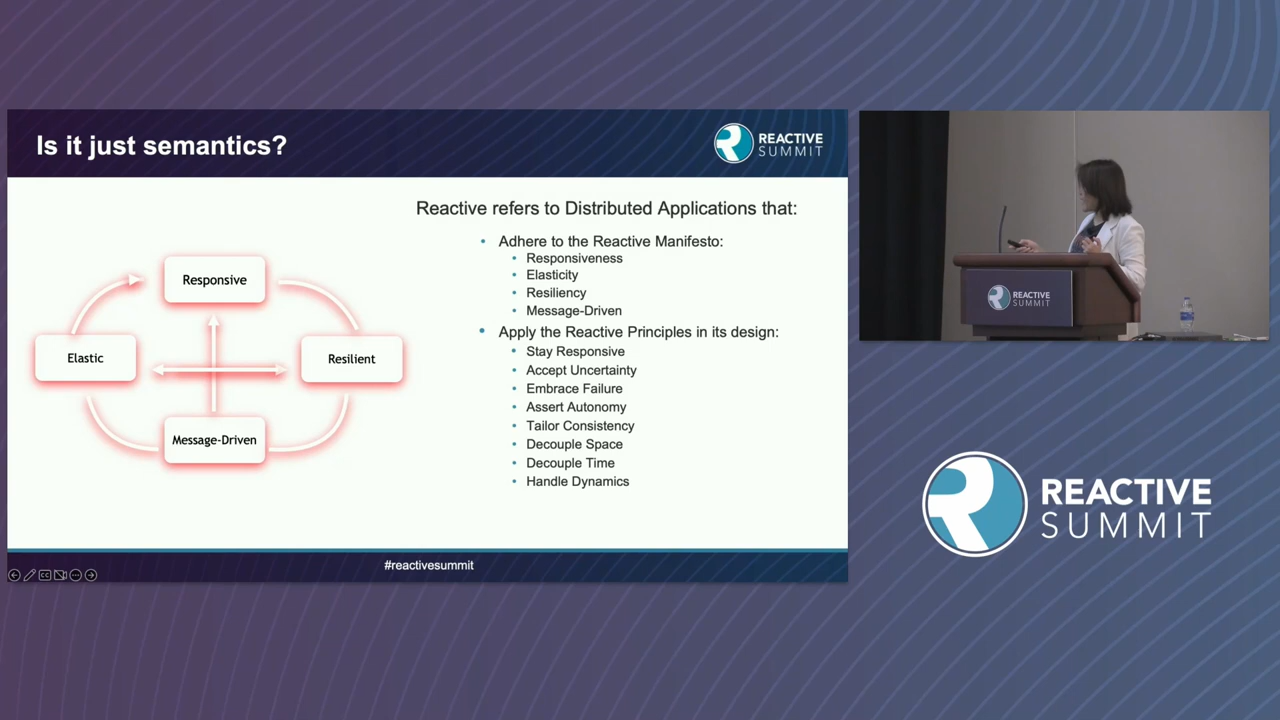 Is it just semantics?
REACTIVE
SUMMIT
Reactive refers to Distributed Applications that:
• Adhere to the Reactive Manifesto:
• Responsiveness
• Elasticity
• Resiliency
• Message-Driven
• Apply the Reactive Principles in its design:
• Stay Responsive
• Accept Uncertainty
• Embrace Failure
• Assert Autonomy
• Tailor Consistency
• Decouple Space
• Decouple Time
• Handle Dynamics
Responsive
Elastic
Resilient
Message-Driven
#reactivesummit
CC
REACTIVE
SUMMIT
REACTIVE
SUMMIT